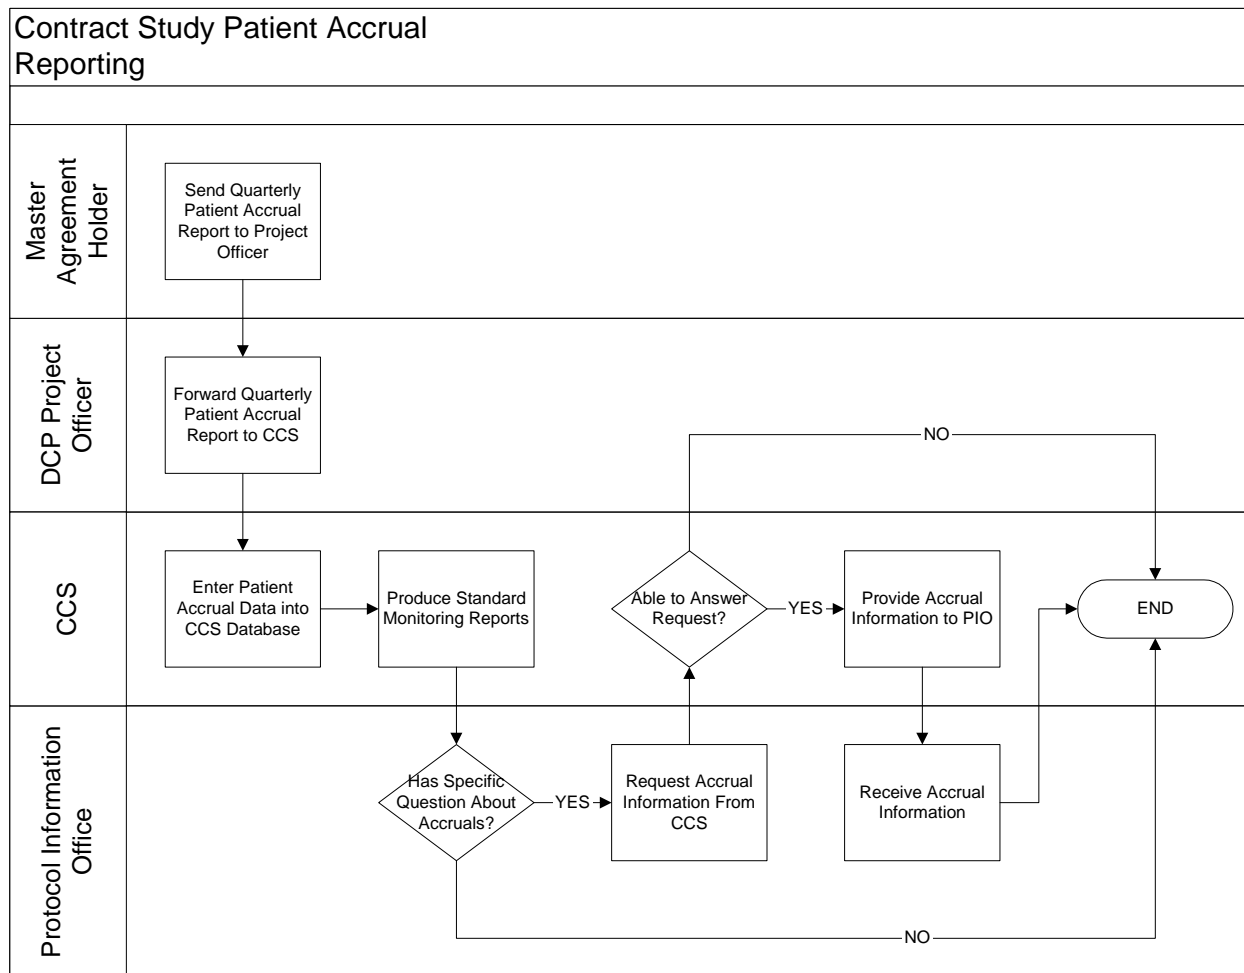 Contract Study Patient Accrual
Reporting
Master
Agreement
Holder
Send Quarterly
Patient Accrual
Report to Project
Officer
DCP Project
Officer
Forward Quarterly
Patient Accrual
Report to CCS
NO
CCS
Enter Patient
Accrual Data into
CCS Database
Produce Standard
Monitoring Reports
Able to Answer
Request?
YES
Provide Accrual
Information to PIO
END
Protocol Information
Office
Has Specific
Question About
Accruals?
YES
Request Accrual
Information From
CCS
Receive Accrual
Information
NO